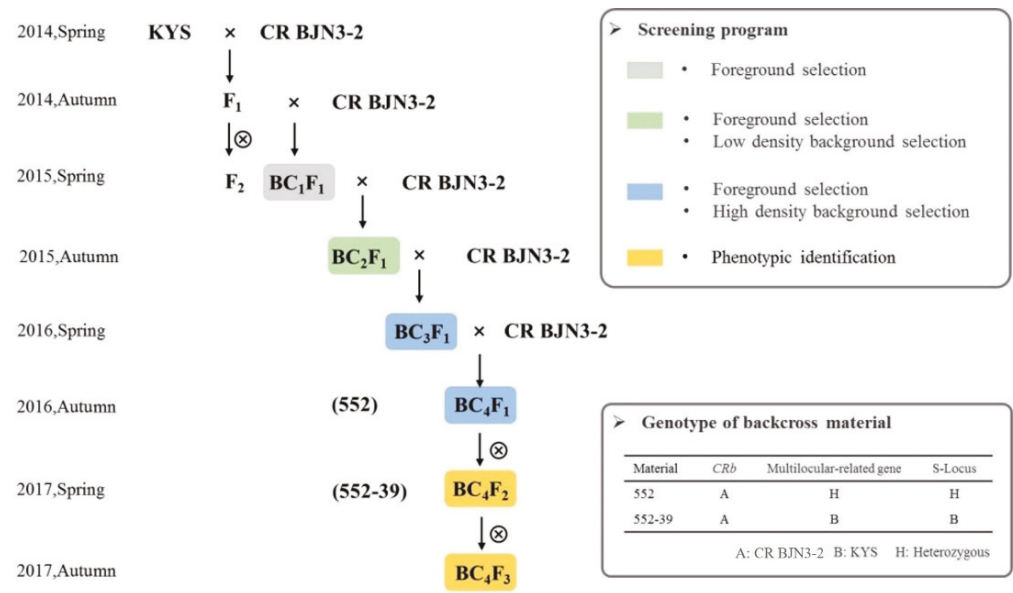 2014,Spring KYS × CR BJN3-2
2014,Autumn F1 × CR BJN3-2
⊗
2015,Spring F2 BC1F1 × CR BJN3-2
2015,Autumn BC2F1 × CR BJN3-2
2016,Spring BC3F1 × CR BJN3-2
2016,Autumn (552) BC4F1
⊗
2017,Spring (552-39) BC4F2
⊗
2017,Autumn BC4F3
➢ Screening program
• Foreground selection
• Foreground selection
• Low density background selection
• Foreground selection
• High density background selection
• Phenotypic identification
➢ Genotype of backcross material
Material CRb Multilocular-related gene S-Locus
552 A H H
552-39 A B B
A: CR BJN3-2 B: KYS H: Heterozygous